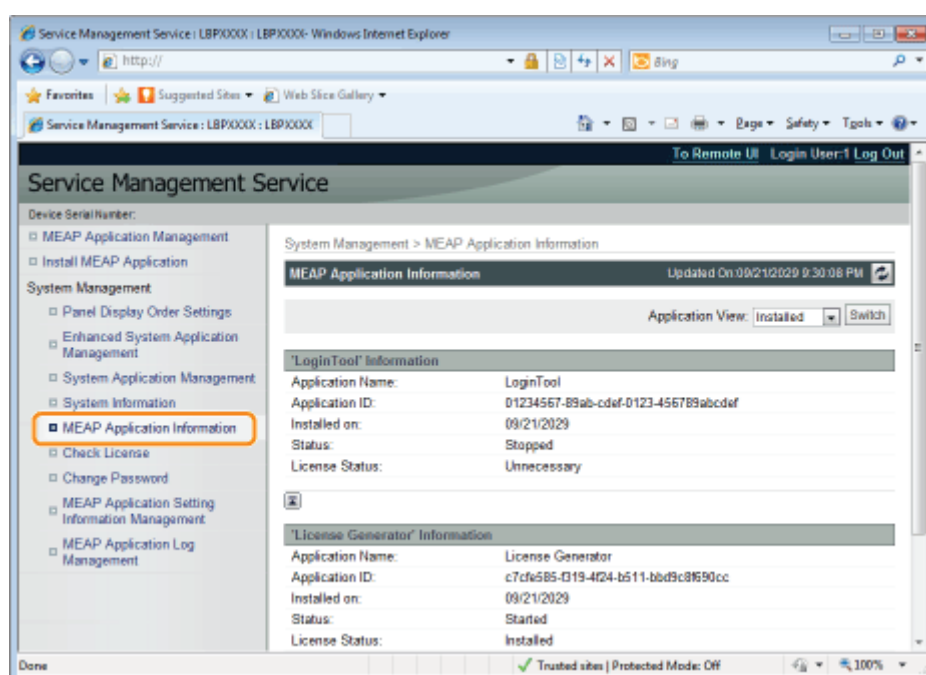 Service Management Service : LBPXXXX : LBPXXXX- Windows Internet Explorer
http://
Bing
Favorites Suggested Sites Web Slice Gallery
Service Management Service : LBPXXXX : LBPXXXX
Page Safety Tools
To Remote UI Login User:1 Log Out
Service Management Service
Device Serial Number:
MEAP Application Management
Install MEAP Application
System Management
Panel Display Order Settings
Enhanced System Application
Management
System Application Management
System Information
MEAP Application Information
Check License
Change Password
MEAP Application Setting
Information Management
MEAP Application Log
Management
System Management > MEAP Application Information
MEAP Application Information Updated On:09/21/2029 9:30:08 PM
Application View: Installed Switch
'LoginTool' Information
Application Name: LoginTool
Application ID: 01234567-89ab-cdef-0123-456789abcdef
Installed on: 09/21/2029
Status: Stopped
License Status: Unnecessary
'License Generator' Information
Application Name: License Generator
Application ID: c7cfe585-f319-4f24-b511-bbd9c8f690cc
Installed on: 09/21/2029
Status: Started
License Status: Installed
Done Trusted sites | Protected Mode: Off 100%